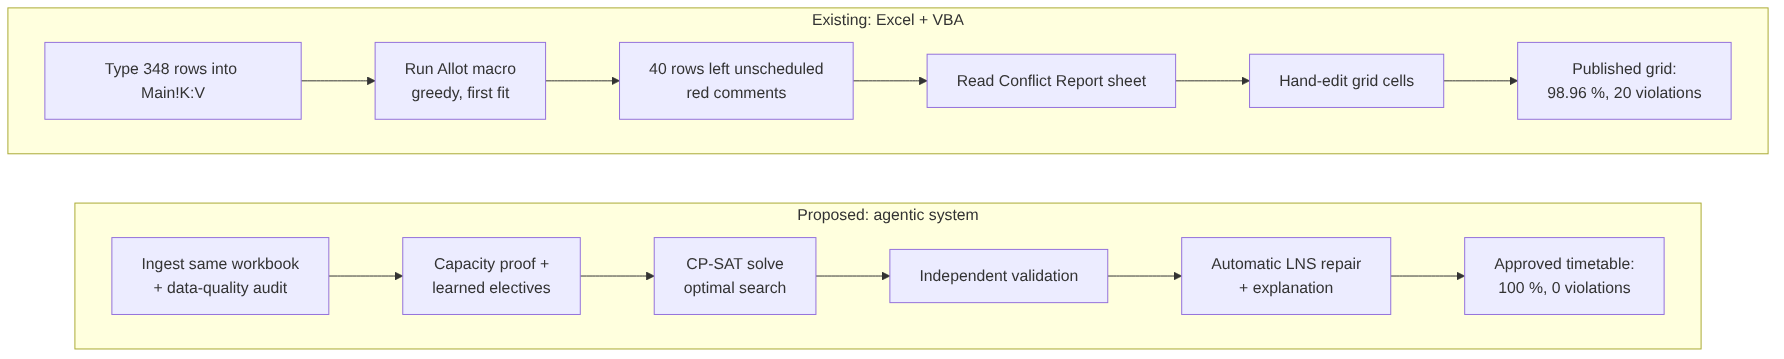 Existing: Excel + VBA
Type 348 rows into
Main!K:V
Run Allot macro
greedy, first fit
40 rows left unscheduled
red comments
Read Conflict Report sheet
Hand-edit grid cells
Published grid:
98.96 %, 20 violations
Proposed: agentic system
Ingest same workbook
+ data-quality audit
Capacity proof +
learned electives
CP-SAT solve
optimal search
Independent validation
Automatic LNS repair
+ explanation
Approved timetable:
100 %, 0 violations